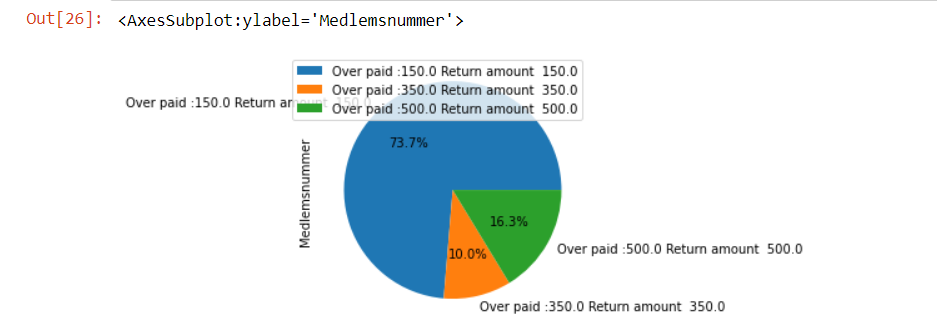 Out[26]: <AxesSubplot:ylabel='Medlemsnummer'>
Over paid :150.0 Return amount  150.0
Over paid :350.0 Return amount  350.0
Over paid :500.0 Return amount  500.0
Over paid :150.0 Return amount  150.0
73.7%
Medlemsnummer
16.3%
10.0%
Over paid :500.0 Return amount  500.0
Over paid :350.0 Return amount  350.0